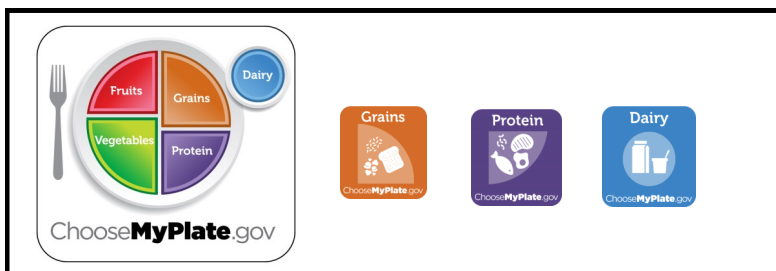 Fruits
Grains
Dairy
Vegetables
Protein
ChooseMyPlate.gov
Grains
ChooseMyPlate.gov
Protein
ChooseMyPlate.gov
Dairy
ChooseMyPlate.gov